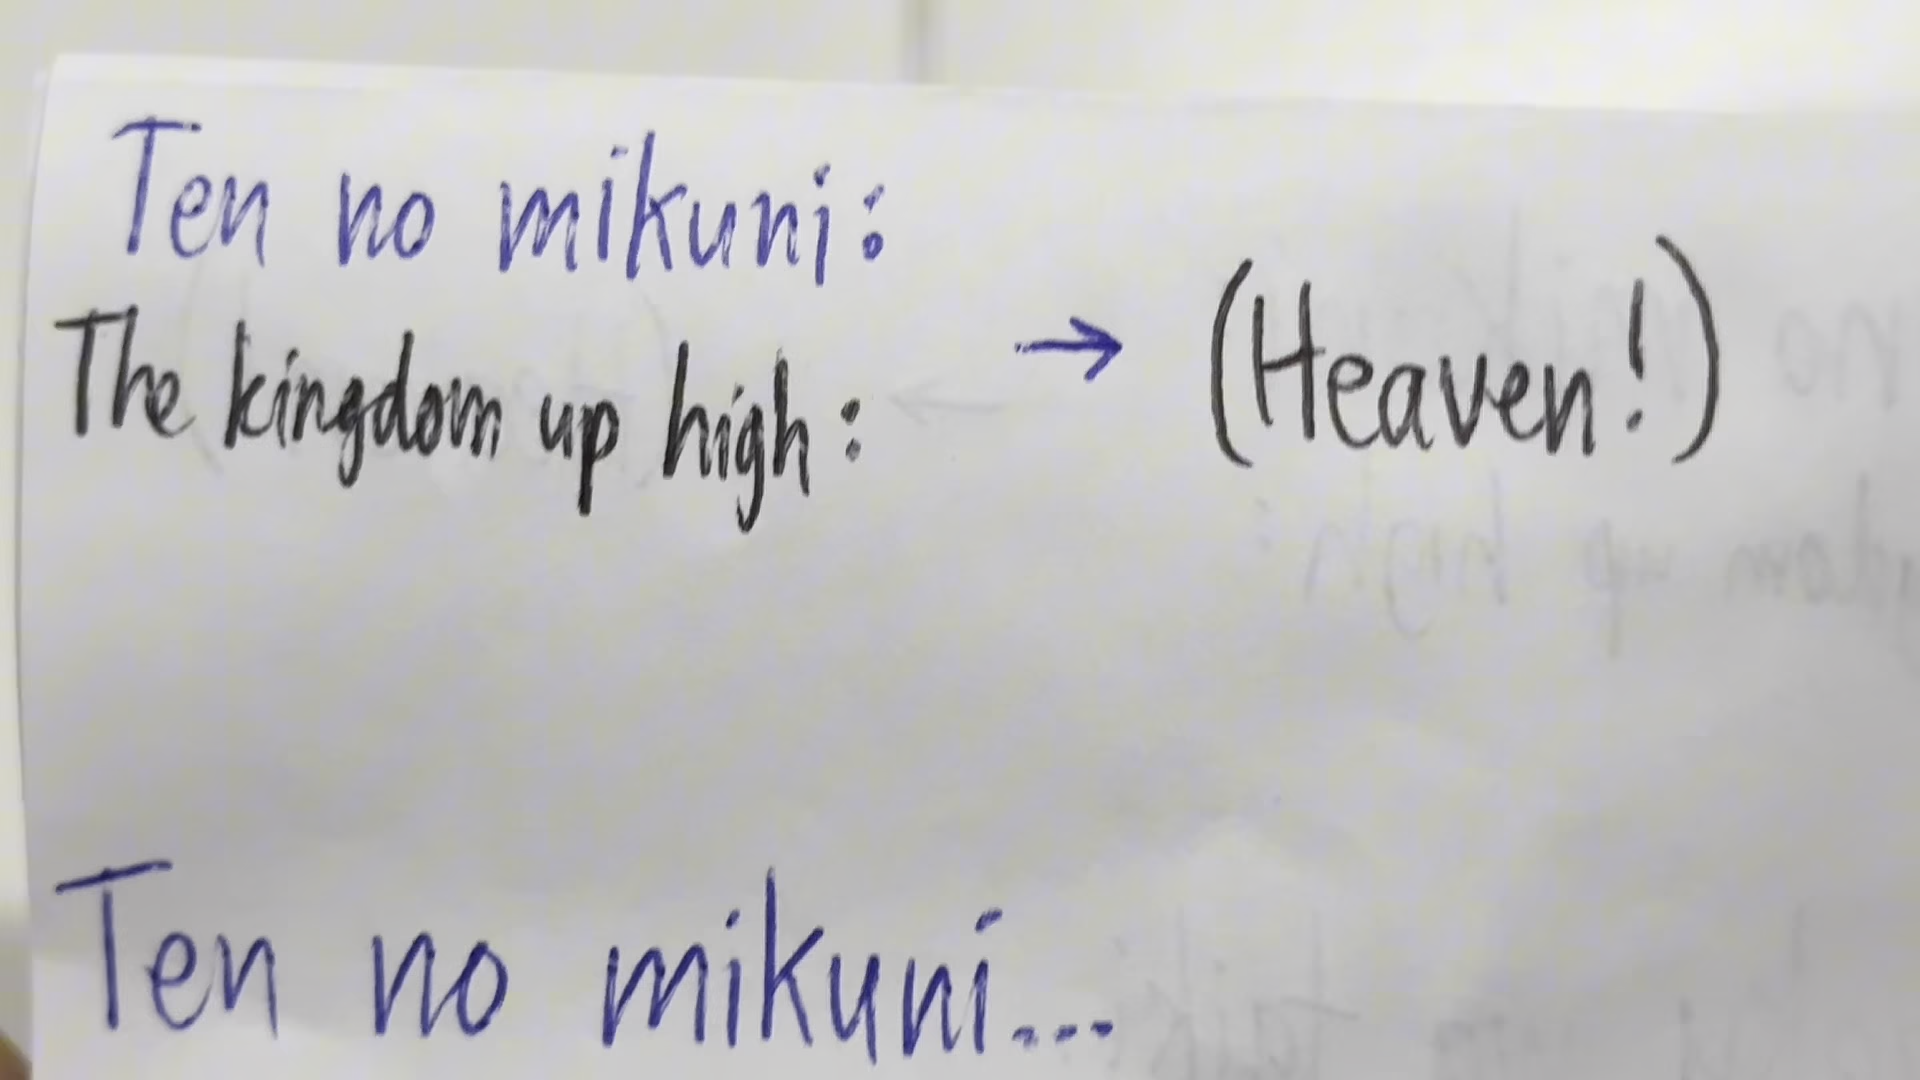 Ten no mikuni:
The kingdom up high: → (Heaven!)
Ten no mikuni...